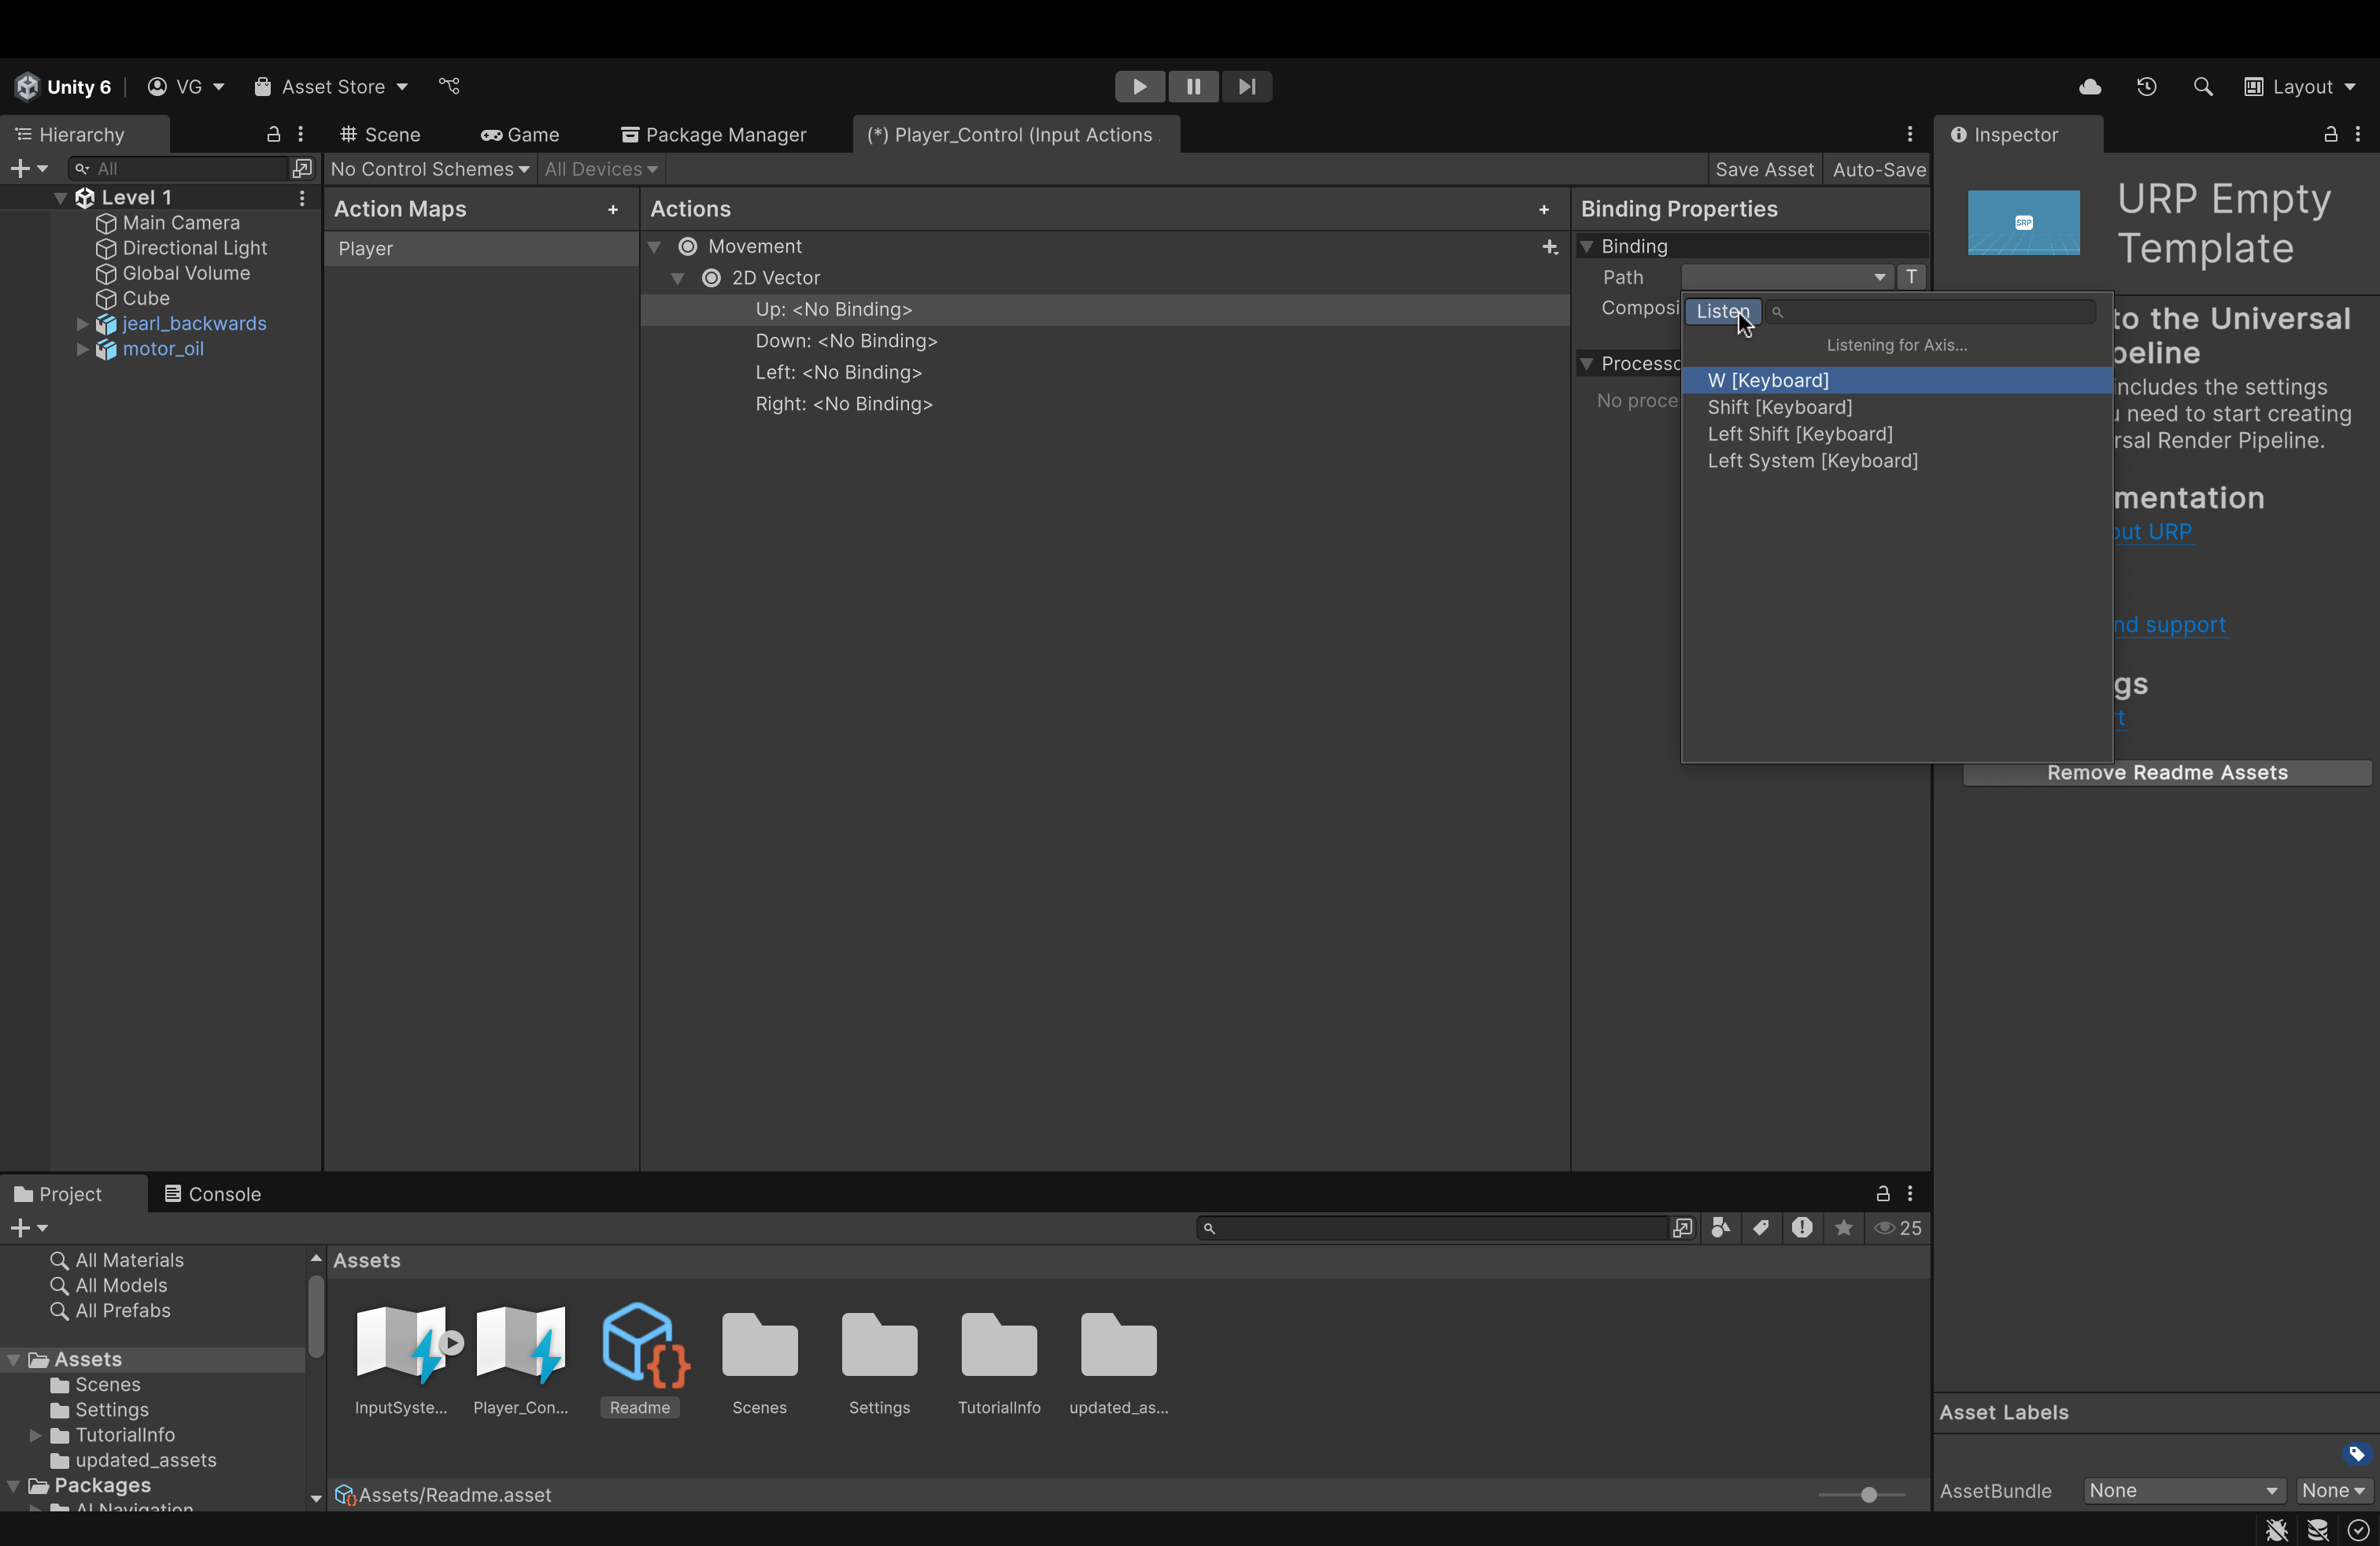 Unity 6 VG Asset Store Layout
Hierarchy Scene Game Package Manager (*) Player_Control (Input Actions Inspector
All No Control Schemes All Devices Save Asset Auto-Save
Level 1
Main Camera
Directional Light
Global Volume
Cube
jearl_backwards
motor_oil
Action Maps +
Player
Actions +
Movement
2D Vector
Up: <No Binding>
Down: <No Binding>
Left: <No Binding>
Right: <No Binding>
Binding Properties
Binding
Path T
Composi
Processo
No proce
Listen
Listening for Axis...
W [Keyboard]
Shift [Keyboard]
Left Shift [Keyboard]
Left System [Keyboard]
SRP
URP Empty
Template
to the Universal
peline
includes the settings
u need to start creating
rsal Render Pipeline.
mentation
out URP
nd support
gs
rt
Remove Readme Assets
Project Console
25
All Materials
All Models
All Prefabs
Assets
Scenes
Settings
TutorialInfo
updated_assets
Packages
AI Navigation
Assets
InputSyste... Player_Con... Readme Scenes Settings TutorialInfo updated_as...
Assets/Readme.asset
Asset Labels
AssetBundle None None